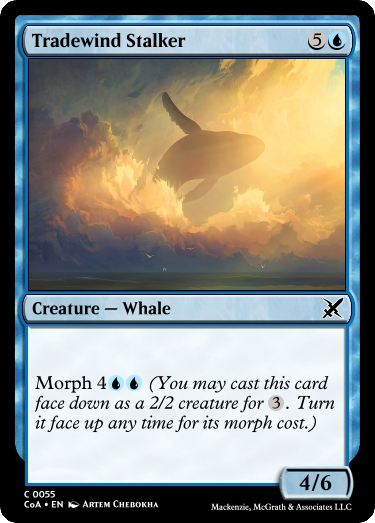 Tradewind Stalker 5
Creature — Whale
Morph 4 (You may cast this card
face down as a 2/2 creature for 3. Turn
it face up any time for its morph cost.)
4/6
C 0055
CoA • EN Artem Chebokha
Mackenzie, McGrath & Associates LLC